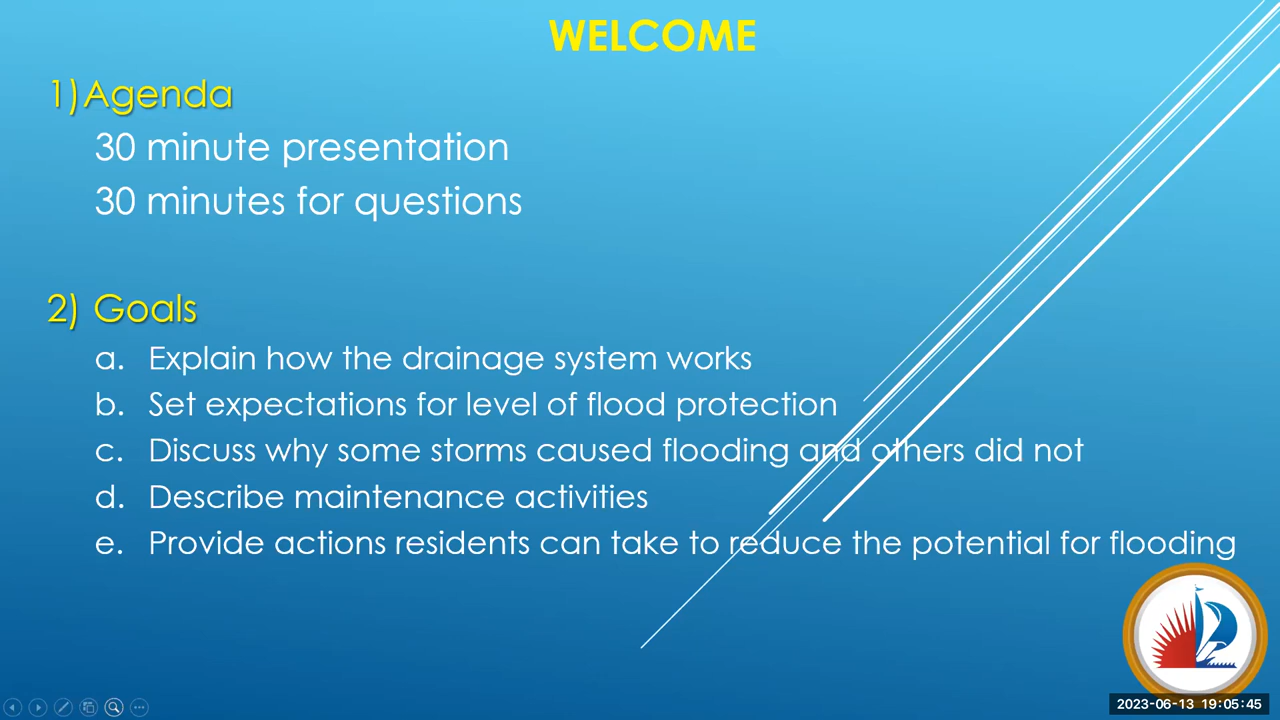 WELCOME
1)Agenda
30 minute presentation
30 minutes for questions
2) Goals
a. Explain how the drainage system works
b. Set expectations for level of flood protection
c. Discuss why some storms caused flooding and others did not
d. Describe maintenance activities
e. Provide actions residents can take to reduce the potential for flooding
2023-06-13 19:05:45